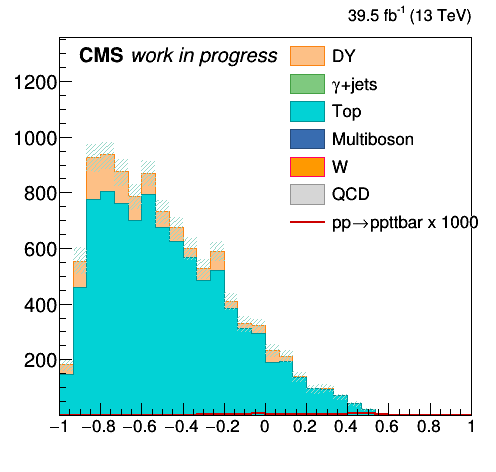 39.5 fb⁻¹ (13 TeV)
CMS work in progress
DY
γ+jets
Top
Multiboson
W
QCD
pp→ppttbar x 1000
1200
1000
800
600
400
200
−1 −0.8 −0.6 −0.4 −0.2 0 0.2 0.4 0.6 0.8 1